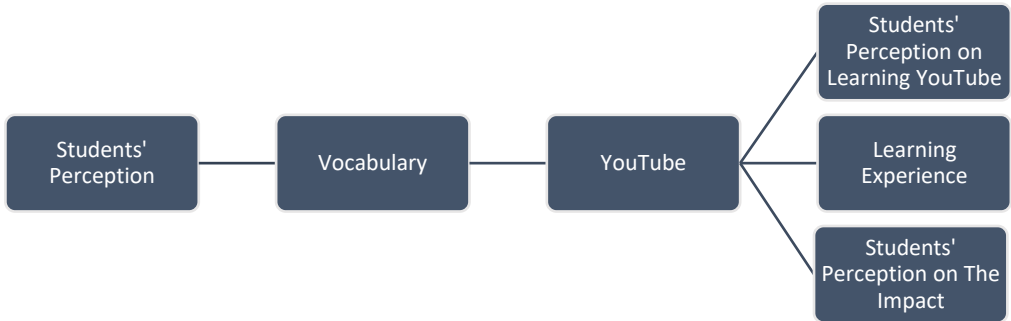 Students'
Perception
Vocabulary
YouTube
Students'
Perception on
Learning YouTube
Learning
Experience
Students'
Perception on The
Impact